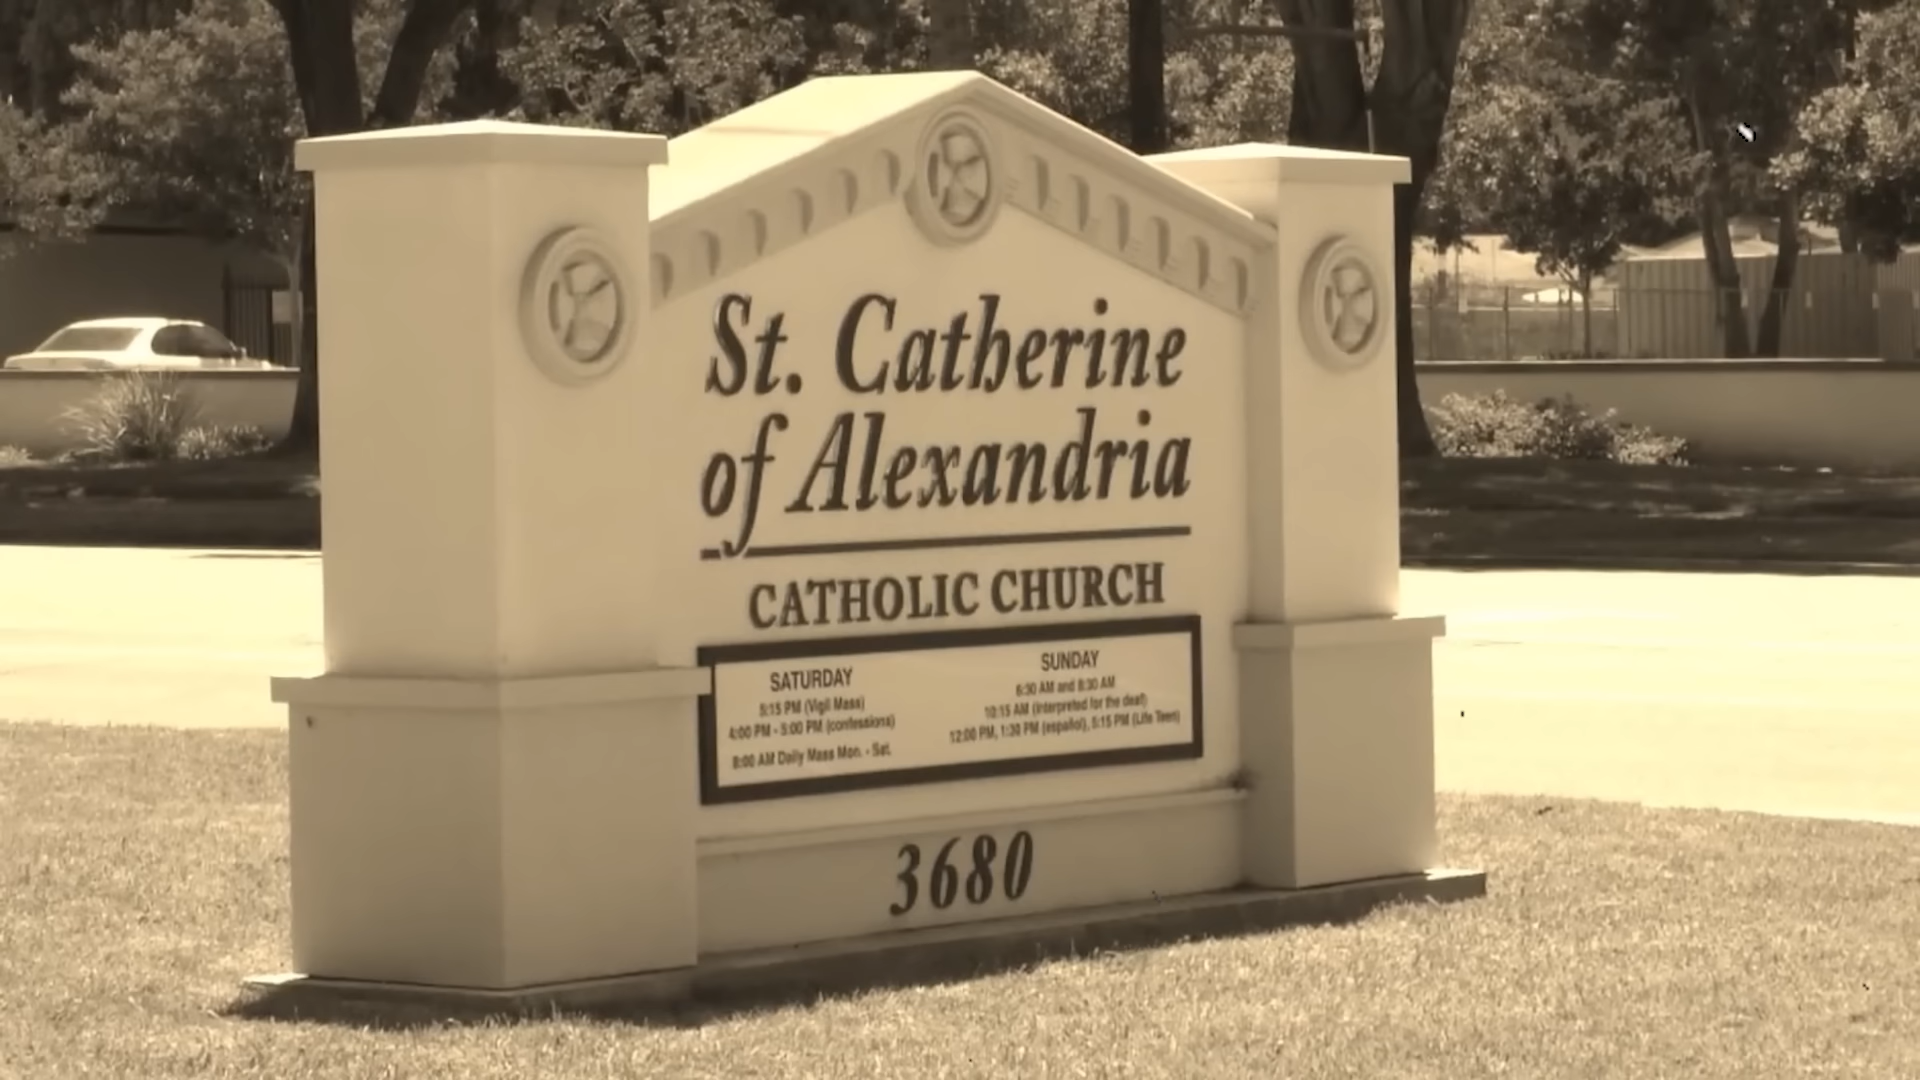 St. Catherine
of Alexandria
CATHOLIC CHURCH
SATURDAY
5:15 PM (Vigil Mass)
4:00 PM - 5:00 PM (confessions)
8:00 AM Daily Mass Mon. - Sat.
SUNDAY
6:30 AM and 8:30 AM
10:15 AM (interpreted for the deaf)
12:00 PM, 1:30 PM (español), 5:15 PM (Life Teen)
3680